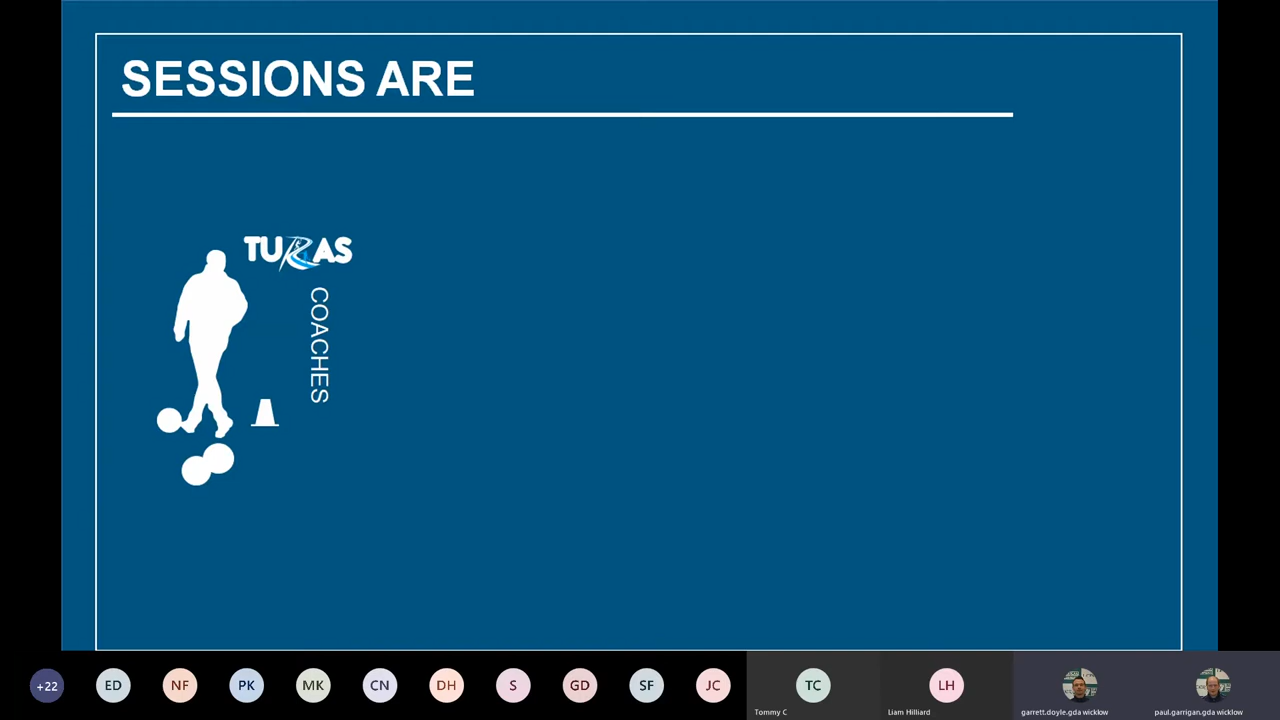 SESSIONS ARE
TURAS
COACHES
+22
ED
NF
PK
MK
CN
DH
S
GD
SF
JC
TC
LH
Tommy C
Liam Hilliard
garrett.doyle.gda wicklow
paul.garrigan.gda wicklow